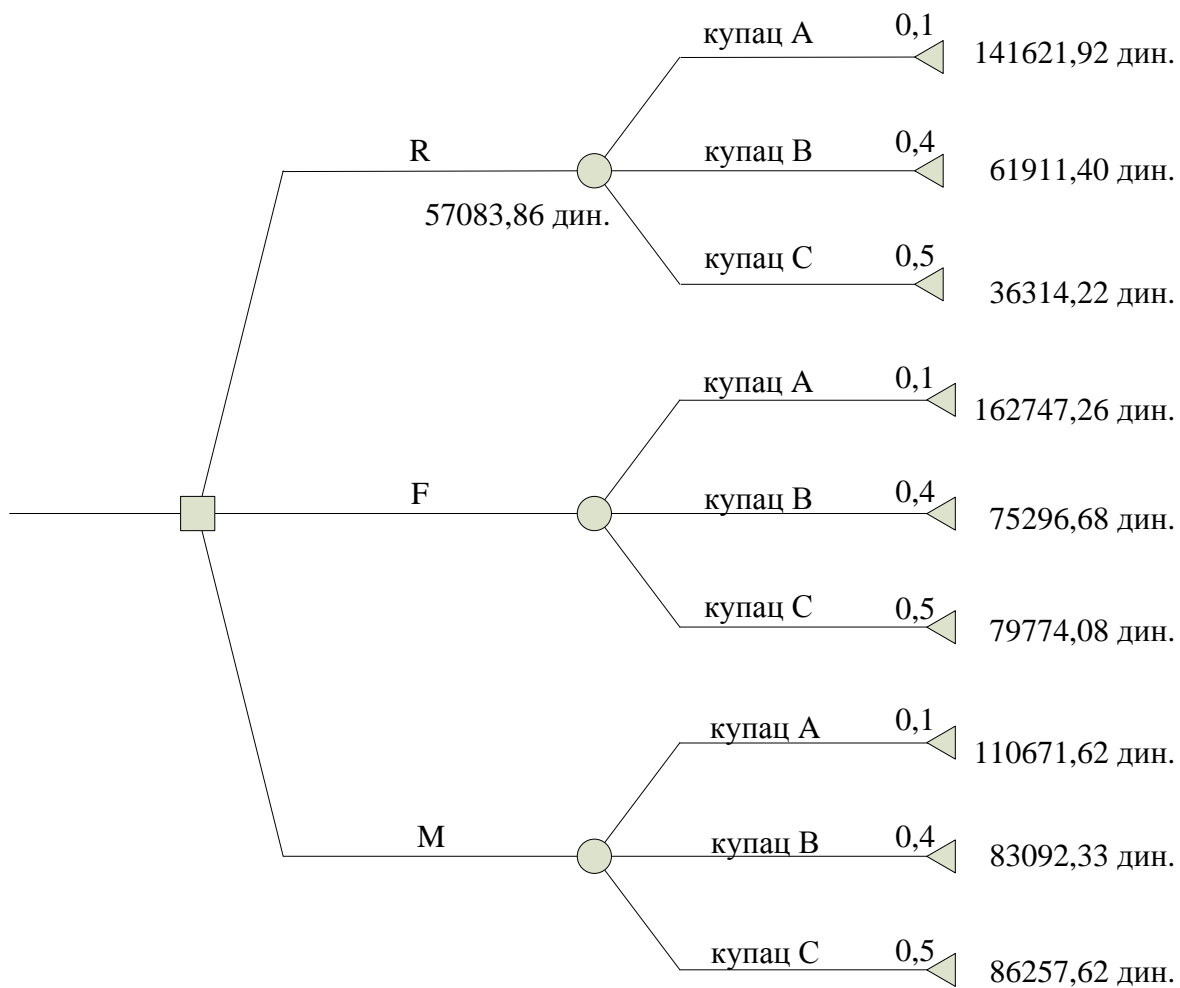 купац A 0,1 141621,92 дин.
R
купац B 0,4 61911,40 дин.
57083,86 дин.
купац C 0,5 36314,22 дин.
купац A 0,1 162747,26 дин.
F
купац B 0,4 75296,68 дин.
купац C 0,5 79774,08 дин.
купац A 0,1 110671,62 дин.
M
купац B 0,4 83092,33 дин.
купац C 0,5 86257,62 дин.